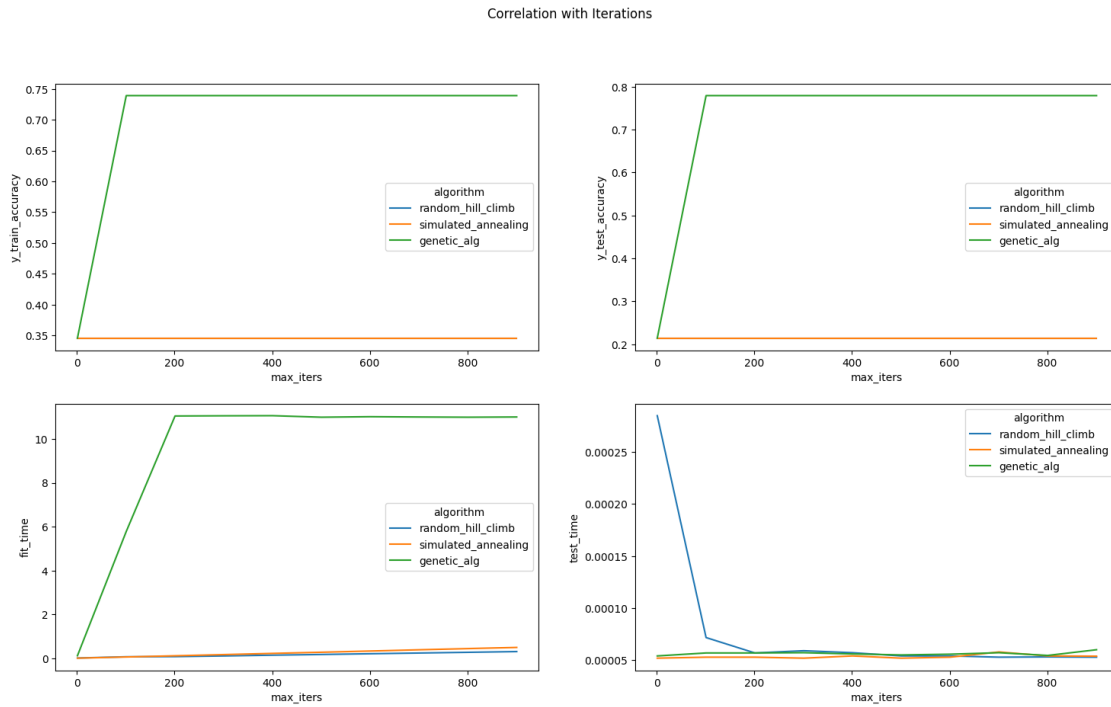 Correlation with Iterations
y_train_accuracy
0.75
0.70
0.65
0.60
0.55
0.50
0.45
0.40
0.35
algorithm
random_hill_climb
simulated_annealing
genetic_alg
0
200
400
600
800
max_iters
y_test_accuracy
0.8
0.7
0.6
0.5
0.4
0.3
0.2
algorithm
random_hill_climb
simulated_annealing
genetic_alg
0
200
400
600
800
max_iters
fit_time
10
8
6
4
2
0
algorithm
random_hill_climb
simulated_annealing
genetic_alg
0
200
400
600
800
max_iters
test_time
0.00025
0.00020
0.00015
0.00010
0.00005
algorithm
random_hill_climb
simulated_annealing
genetic_alg
0
200
400
600
800
max_iters